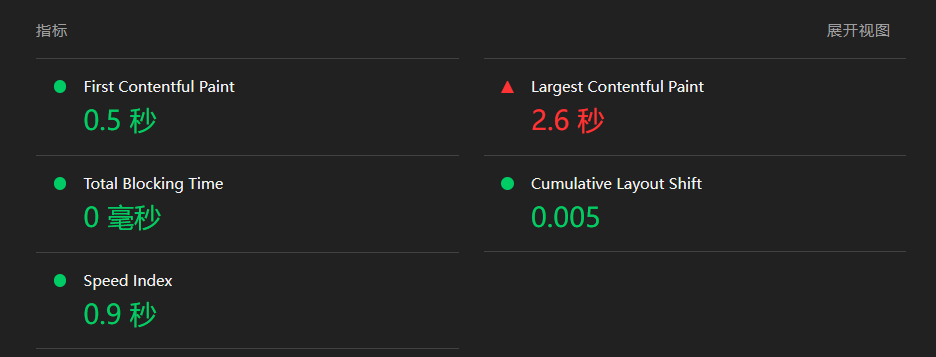 指标
展开视图
First Contentful Paint
0.5 秒
Largest Contentful Paint
2.6 秒
Total Blocking Time
0 毫秒
Cumulative Layout Shift
0.005
Speed Index
0.9 秒